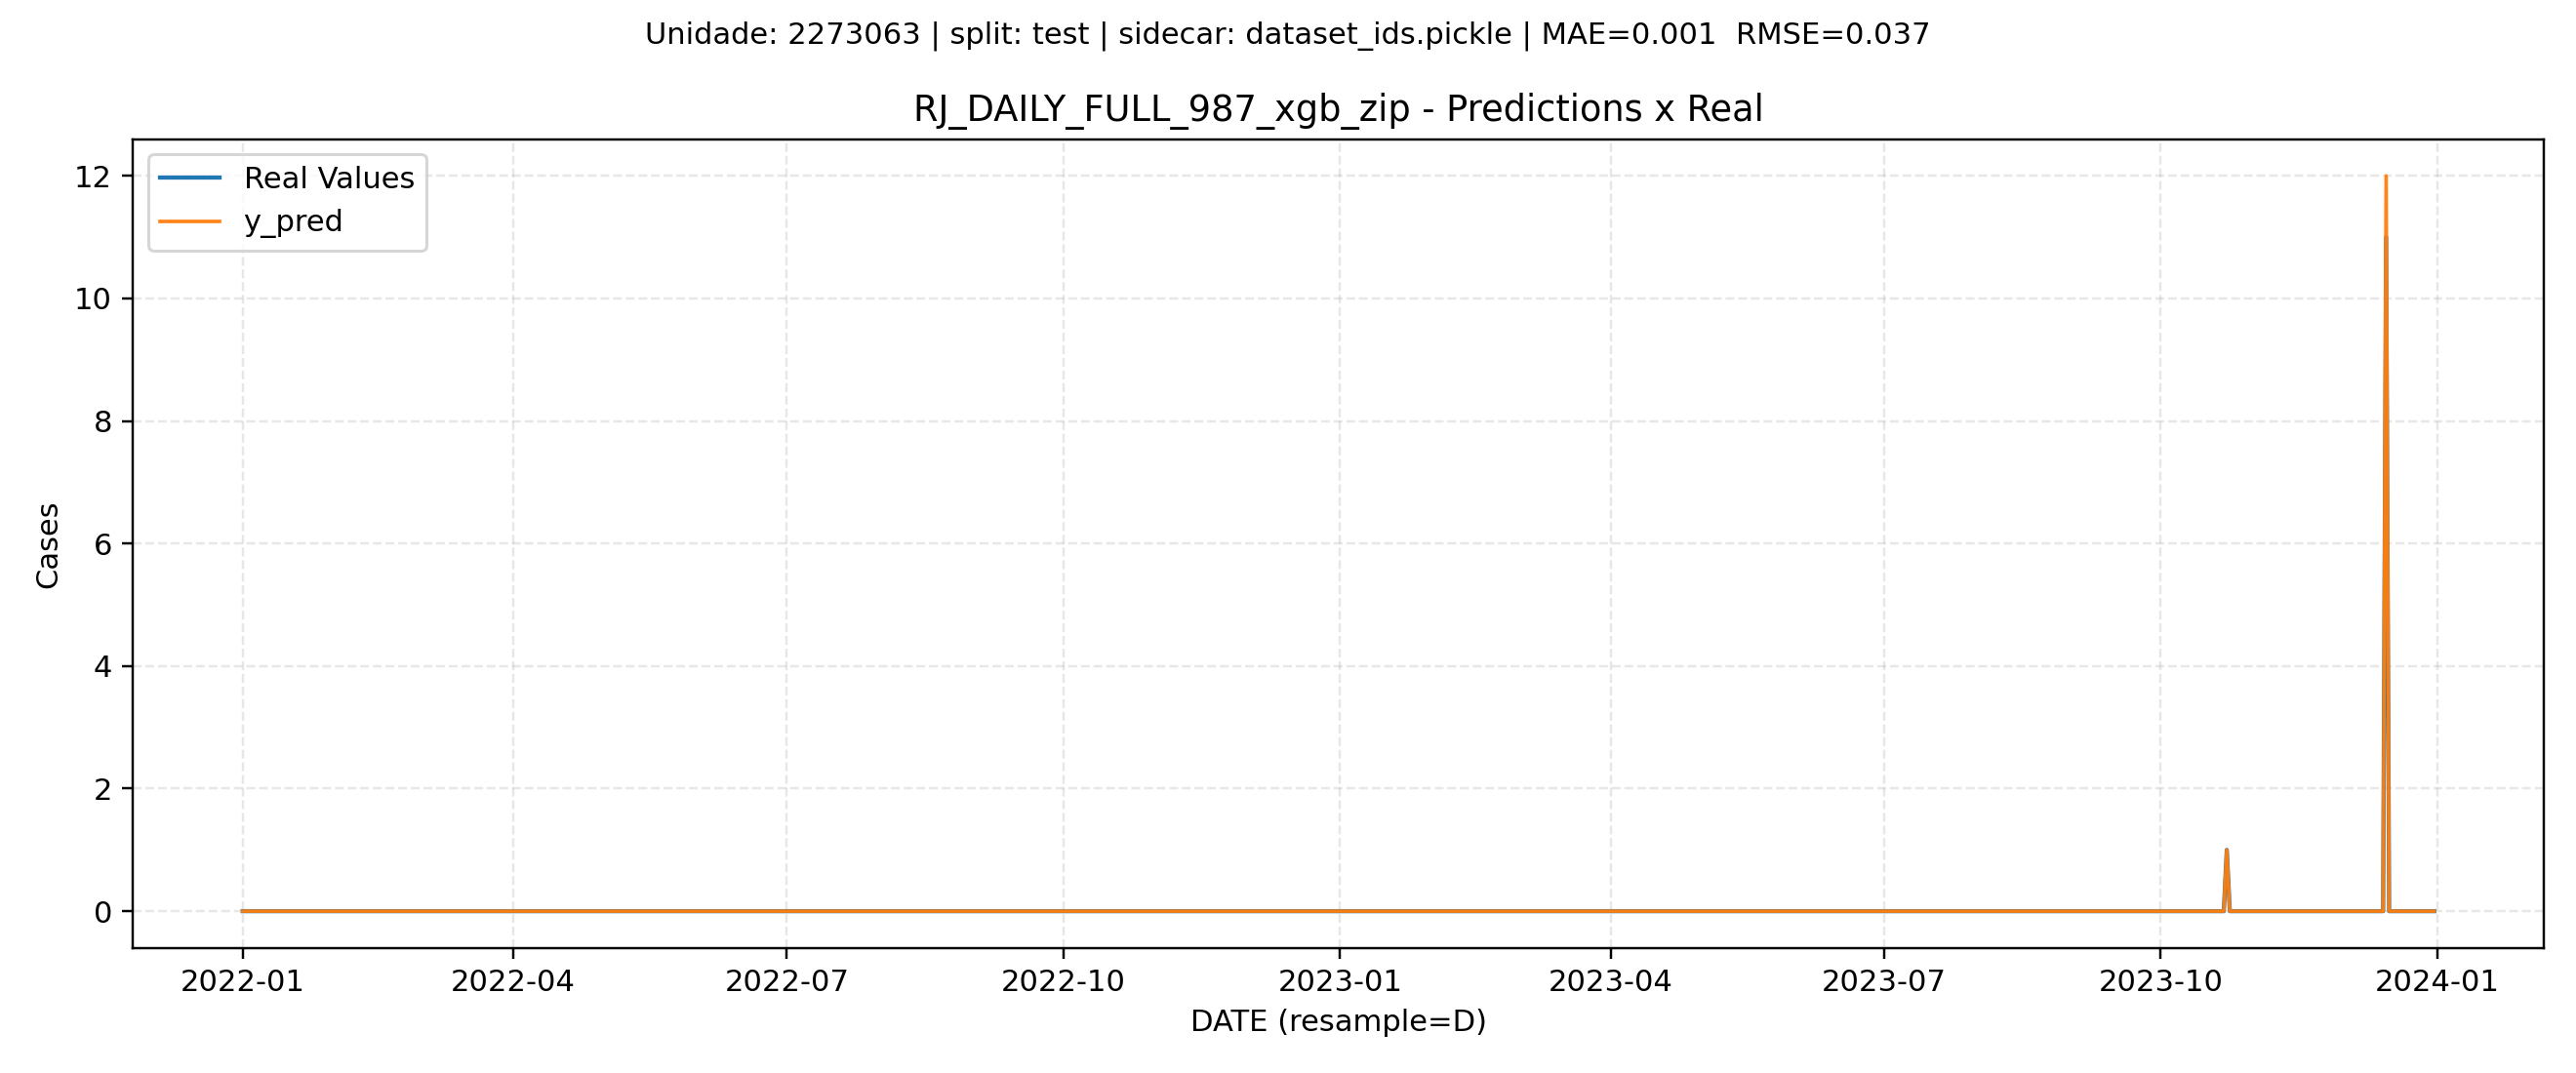 Unidade: 2273063 | split: test | sidecar: dataset_ids.pickle | MAE=0.001  RMSE=0.037
RJ_DAILY_FULL_987_xgb_zip - Predictions x Real
Real Values
y_pred
12
10
8
6
4
2
0
Cases
2022-01
2022-04
2022-07
2022-10
2023-01
2023-04
2023-07
2023-10
2024-01
DATE (resample=D)